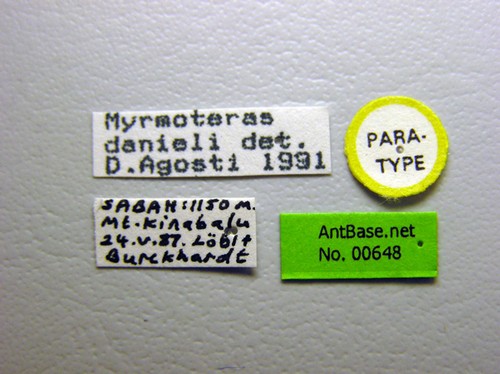 Myrmoteras
danieli det.
D.Agosti 1991
PARA-
TYPE
SABAH:1150 m.
Mt.Kinabalu
24.V.87. Löbl+
Burckhardt
AntBase.net
No. 00648